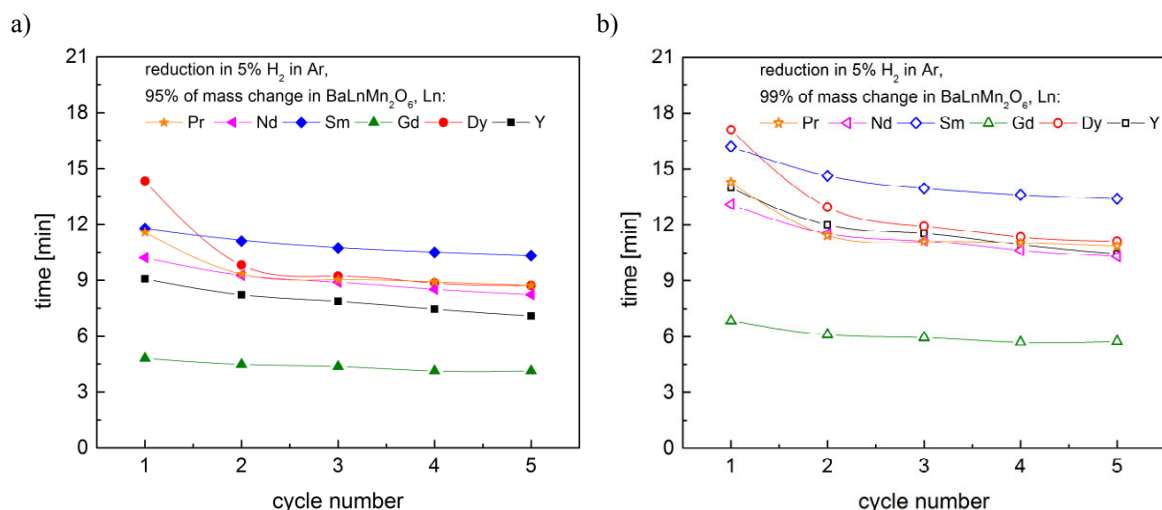 a)
21
18
15
12
9
6
3
0
time [min]
reduction in 5% H₂ in Ar,
95% of mass change in BaLnMn₂O₆, Ln:
Pr Nd Sm Gd Dy Y
1 2 3 4 5
cycle number
b)
21
18
15
12
9
6
3
0
time [min]
reduction in 5% H₂ in Ar,
99% of mass change in BaLnMn₂O₆, Ln:
Pr Nd Sm Gd Dy Y
1 2 3 4 5
cycle number